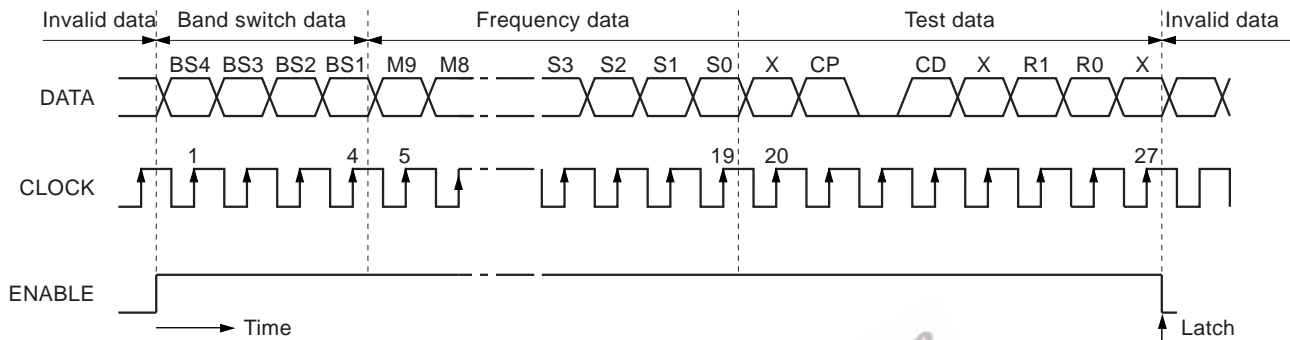 Invalid data Band switch data Frequency data Test data Invalid data
BS4 BS3 BS2 BS1 M9 M8 S3 S2 S1 S0 X CP CD X R1 R0 X
DATA
1 4 5 19 20 27
CLOCK
ENABLE
Time Latch